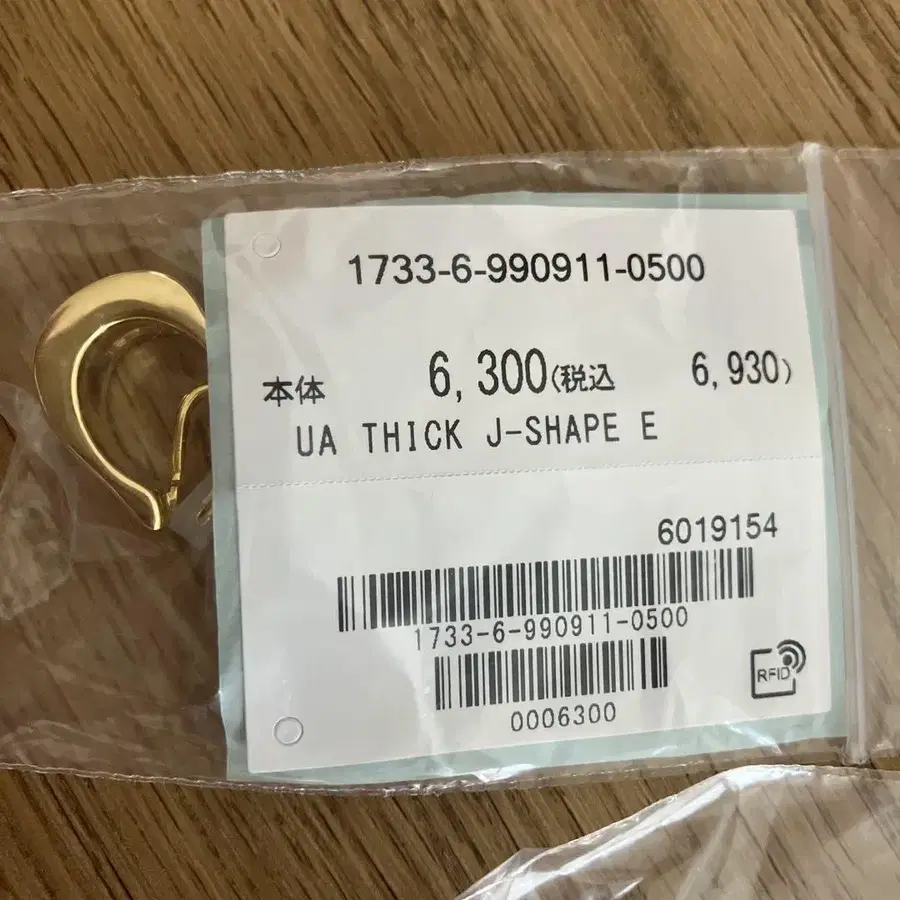 1733-6-990911-0500
本体 6,300(税込 6,930)
UA THICK J-SHAPE E
6019154
1733-6-990911-0500
RFID
0006300